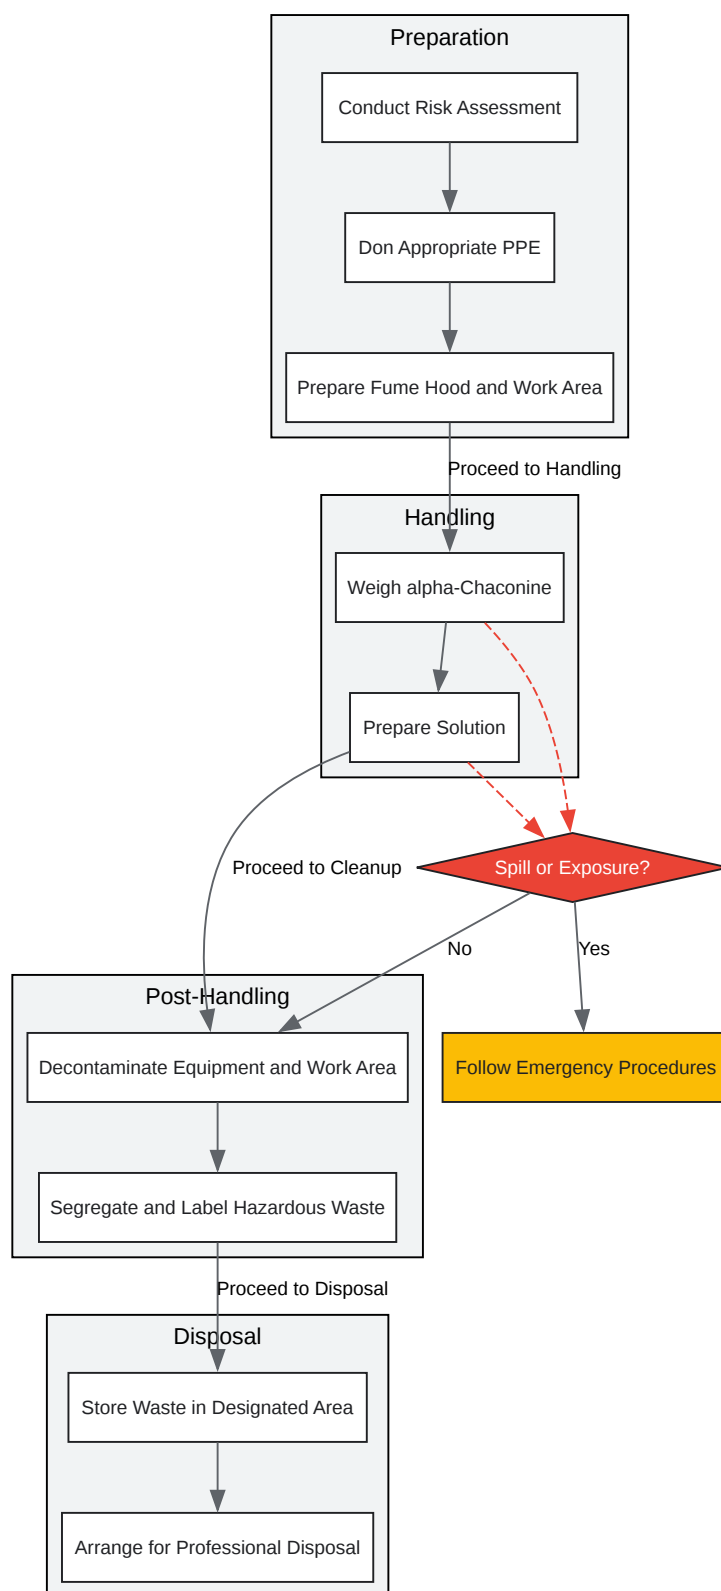 Preparation
Conduct Risk Assessment
Don Appropriate PPE
Prepare Fume Hood and Work Area
Proceed to Handling
Handling
Weigh alpha-Chaconine
Prepare Solution
Proceed to Cleanup
Spill or Exposure?
No
Yes
Post-Handling
Decontaminate Equipment and Work Area
Follow Emergency Procedures
Segregate and Label Hazardous Waste
Proceed to Disposal
Disposal
Store Waste in Designated Area
Arrange for Professional Disposal